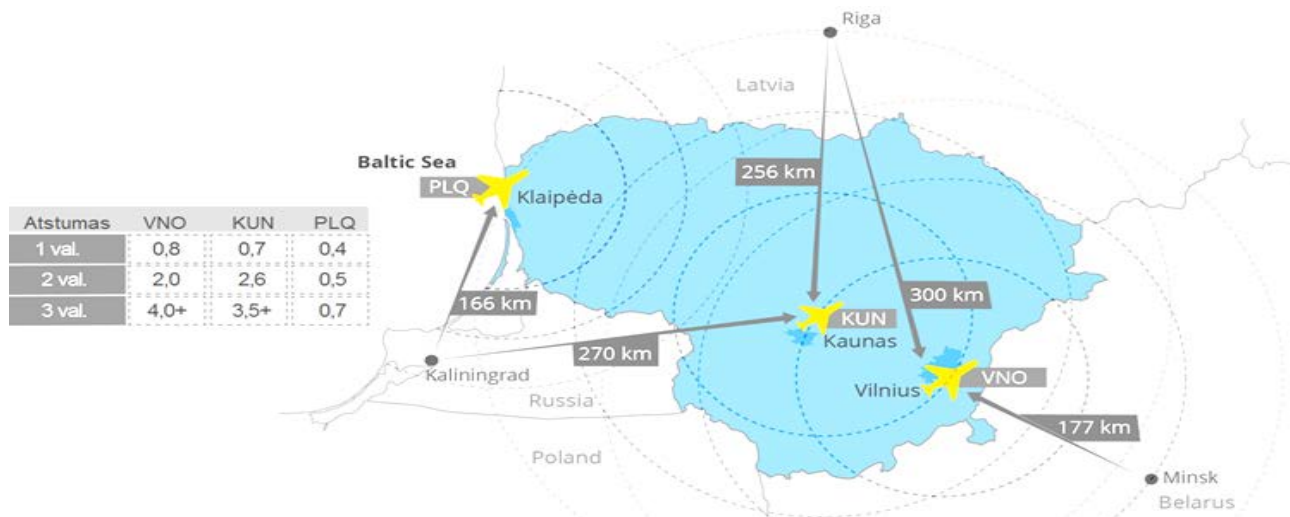 Riga
Latvia
Baltic Sea
PLQ
Klaipėda
256 km
Atstumas VNO KUN PLQ
1 val. 0,8 0,7 0,4
2 val. 2,0 2,6 0,5
3 val. 4,0+ 3,5+ 0,7
166 km
300 km
KUN
Kaunas
270 km
Kaliningrad
VNO
Vilnius
Russia
177 km
Poland
Minsk
Belarus